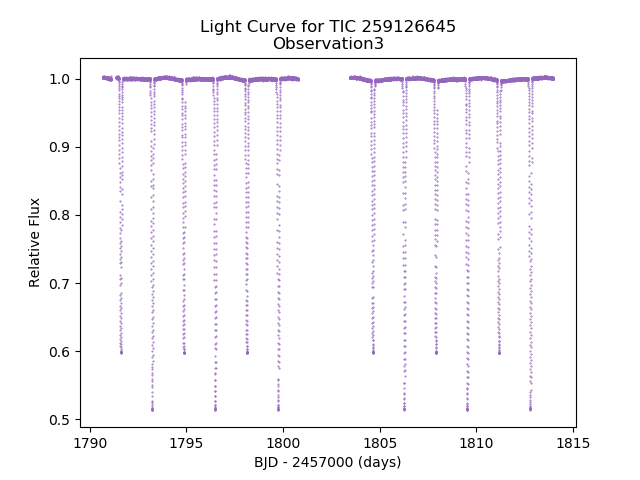 Light Curve for TIC 259126645
Observation3
Relative Flux
1.0
0.9
0.8
0.7
0.6
0.5
1790 1795 1800 1805 1810 1815
BJD - 2457000 (days)